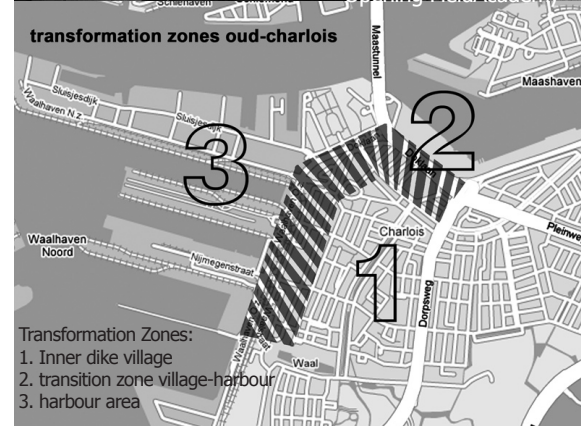 transformation zones oud-charlois
Maastunnel
Maashaven
Sluisjesdijk
Waalhaven N.z.
Sluisjesdijk
2
3
Charlois
Pleinweg
Waalhaven
Noord
Nijmegenstraat
1
Dorpsweg
Waal
Transformation Zones:
1. Inner dike village
2. transition zone village-harbour
3. harbour area